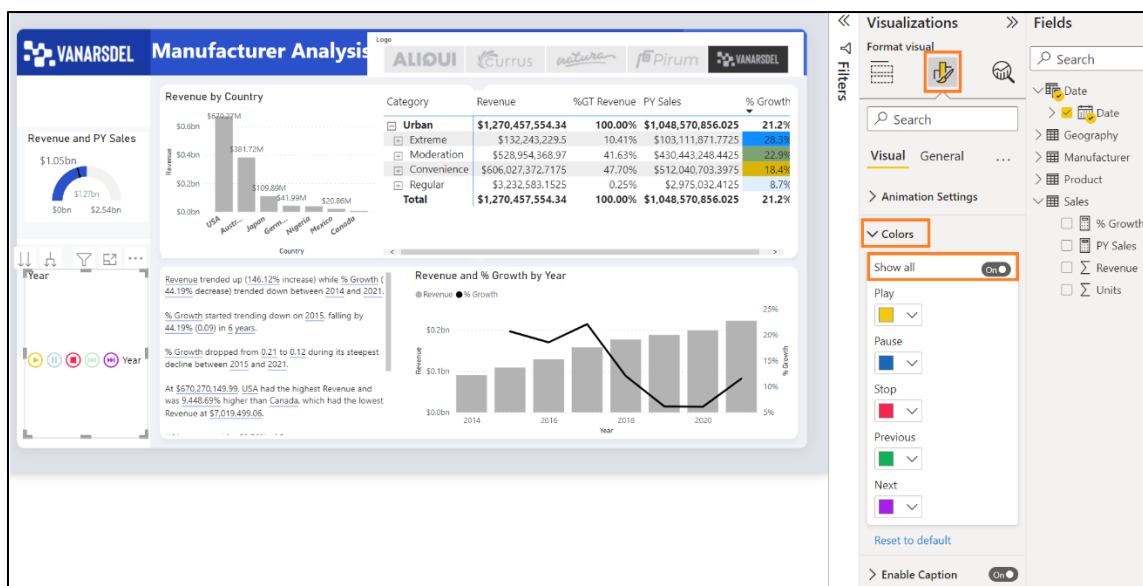 VANARSDEL
Manufacturer Analysis
Logo
ALIQUI
Currus
natura
Pirum
VANARSDEL
Revenue and PY Sales
$1.05bn
$1.27bn
$0bn $2.54bn
Revenue by Country
$670.27M
$0.6bn
$381.72M
$0.4bn
Revenue
$0.2bn
$109.89M
$41.99M
$20.86M
$0.0bn
USA
Austr...
Japan
Germ...
Nigeria
Mexico
Canada
Country
Category Revenue %GT Revenue PY Sales % Growth
Urban $1,270,457,554.34 100.00% $1,048,570,856.025 21.2%
Extreme $132,243,229.5 10.41% $103,111,871.7725 28.3%
Moderation $528,954,368.97 41.63% $430,443,248.4425 22.9%
Convenience $606,027,372.7175 47.70% $512,040,703.3975 18.4%
Regular $3,232,583.1525 0.25% $2,975,032.4125 8.7%
Total $1,270,457,554.34 100.00% $1,048,570,856.025 21.2%
Year
Year
Revenue trended up (146.12% increase) while % Growth (
44.19% decrease) trended down between 2014 and 2021.
% Growth started trending down on 2015, falling by
44.19% (0.09) in 6 years.
% Growth dropped from 0.21 to 0.12 during its steepest
decline between 2015 and 2021.
At $670,270,149.99, USA had the highest Revenue and
was 9,448.69% higher than Canada, which had the lowest
Revenue at $7,019,499.06.
Revenue and % Growth by Year
Revenue % Growth
25%
$0.2bn
20%
Revenue
15%
% Growth
$0.1bn
10%
$0.0bn
5%
2014 2016 2018 2020
Year
Filters
Visualizations
Format visual
Search
Visual General ...
Animation Settings
Colors
Show all On
Play
Pause
Stop
Previous
Next
Reset to default
Enable Caption On
Fields
Search
Date
Date
Geography
Manufacturer
Product
Sales
% Growth
PY Sales
Revenue
Units